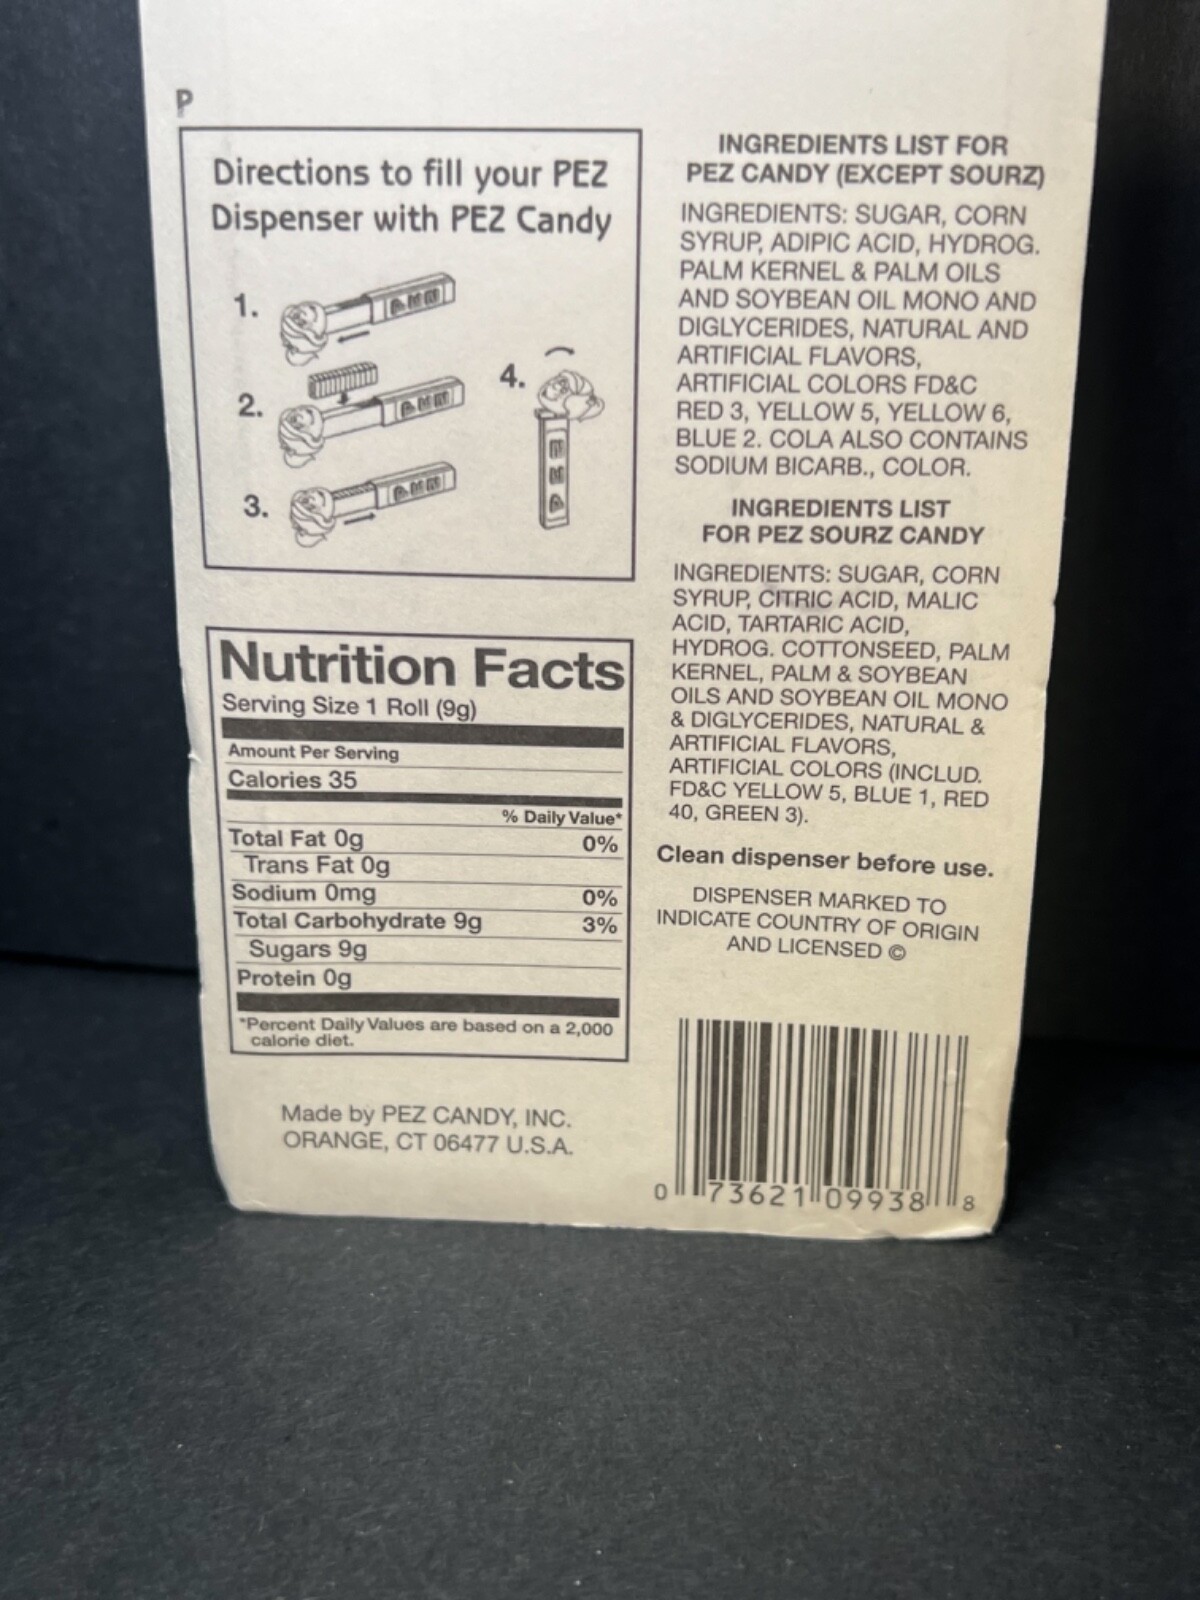 P
Directions to fill your PEZ
Dispenser with PEZ Candy
1.
2.
3.
4.
PEZ
PEZ
PEZ
PEZ
Nutrition Facts
Serving Size 1 Roll (9g)
Amount Per Serving
Calories 35
% Daily Value*
Total Fat 0g 0%
Trans Fat 0g
Sodium 0mg 0%
Total Carbohydrate 9g 3%
Sugars 9g
Protein 0g
*Percent Daily Values are based on a 2,000
calorie diet.
Made by PEZ CANDY, INC.
ORANGE, CT 06477 U.S.A.
INGREDIENTS LIST FOR
PEZ CANDY (EXCEPT SOURZ)
INGREDIENTS: SUGAR, CORN
SYRUP, ADIPIC ACID, HYDROG.
PALM KERNEL & PALM OILS
AND SOYBEAN OIL MONO AND
DIGLYCERIDES, NATURAL AND
ARTIFICIAL FLAVORS,
ARTIFICIAL COLORS FD&C
RED 3, YELLOW 5, YELLOW 6,
BLUE 2. COLA ALSO CONTAINS
SODIUM BICARB., COLOR.
INGREDIENTS LIST
FOR PEZ SOURZ CANDY
INGREDIENTS: SUGAR, CORN
SYRUP, CITRIC ACID, MALIC
ACID, TARTARIC ACID,
HYDROG. COTTONSEED, PALM
KERNEL, PALM & SOYBEAN
OILS AND SOYBEAN OIL MONO
& DIGLYCERIDES, NATURAL &
ARTIFICIAL FLAVORS,
ARTIFICIAL COLORS (INCLUD.
FD&C YELLOW 5, BLUE 1, RED
40, GREEN 3).
Clean dispenser before use.
DISPENSER MARKED TO
INDICATE COUNTRY OF ORIGIN
AND LICENSED ©
0 73621 09938 8